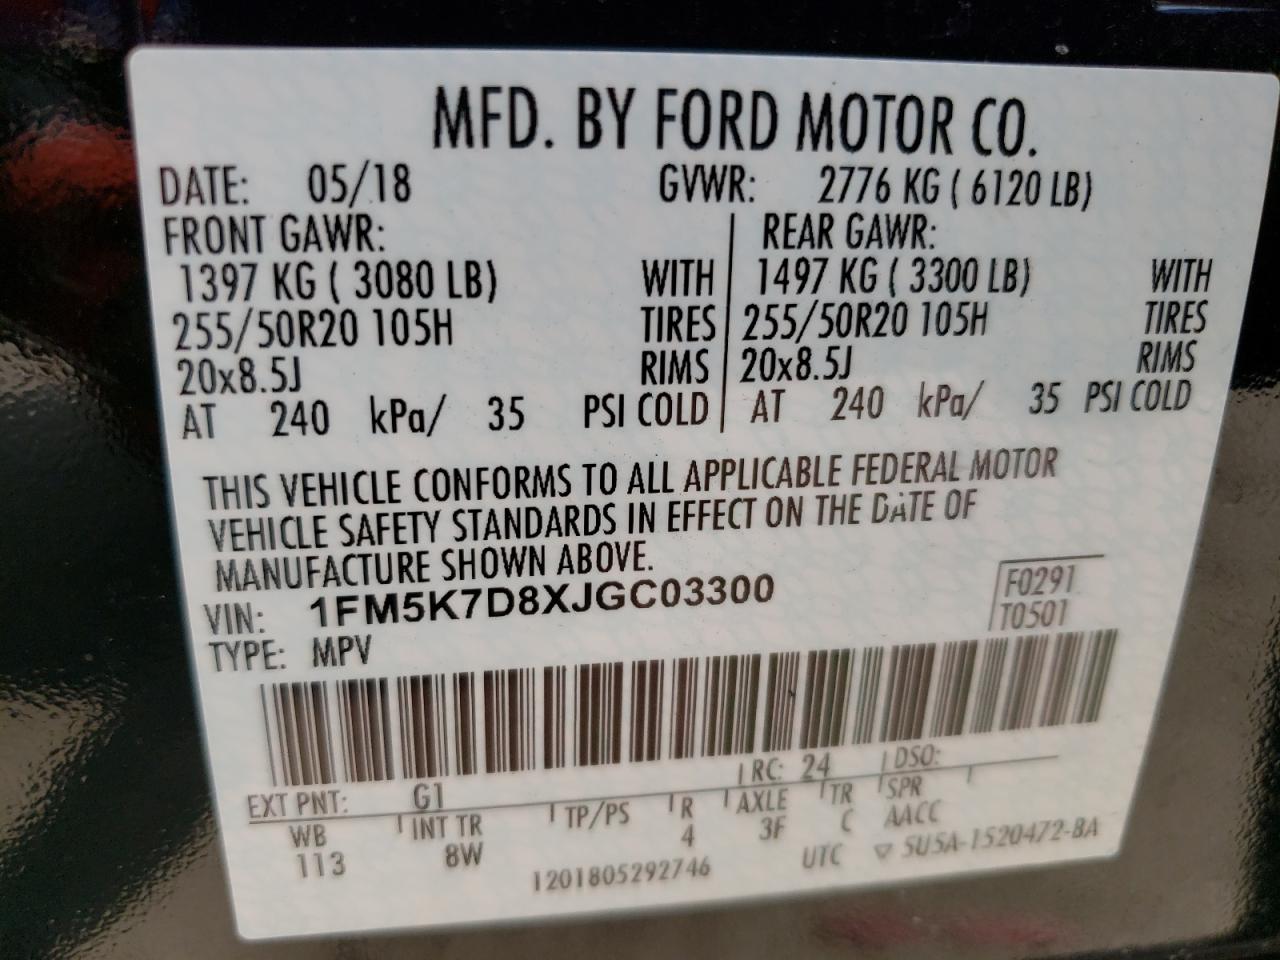 MFD. BY FORD MOTOR CO.
DATE: 05/18 GVWR: 2776 KG ( 6120 LB)
FRONT GAWR: REAR GAWR:
1397 KG ( 3080 LB) WITH 1497 KG ( 3300 LB) WITH
255/50R20 105H TIRES 255/50R20 105H TIRES
20x8.5J RIMS 20x8.5J RIMS
AT 240 kPa/ 35 PSI COLD AT 240 kPa/ 35 PSI COLD
THIS VEHICLE CONFORMS TO ALL APPLICABLE FEDERAL MOTOR
VEHICLE SAFETY STANDARDS IN EFFECT ON THE DATE OF
MANUFACTURE SHOWN ABOVE.
VIN: 1FM5K7D8XJGC03300 F0291
TYPE: MPV T0501
EXT PNT: G1 RC: 24 DSO:
WB INT TR TP/PS R AXLE TR SPR
113 8W 4 3F C AACC
1201805292746 UTC ▽ 5U5A-1520472-BA